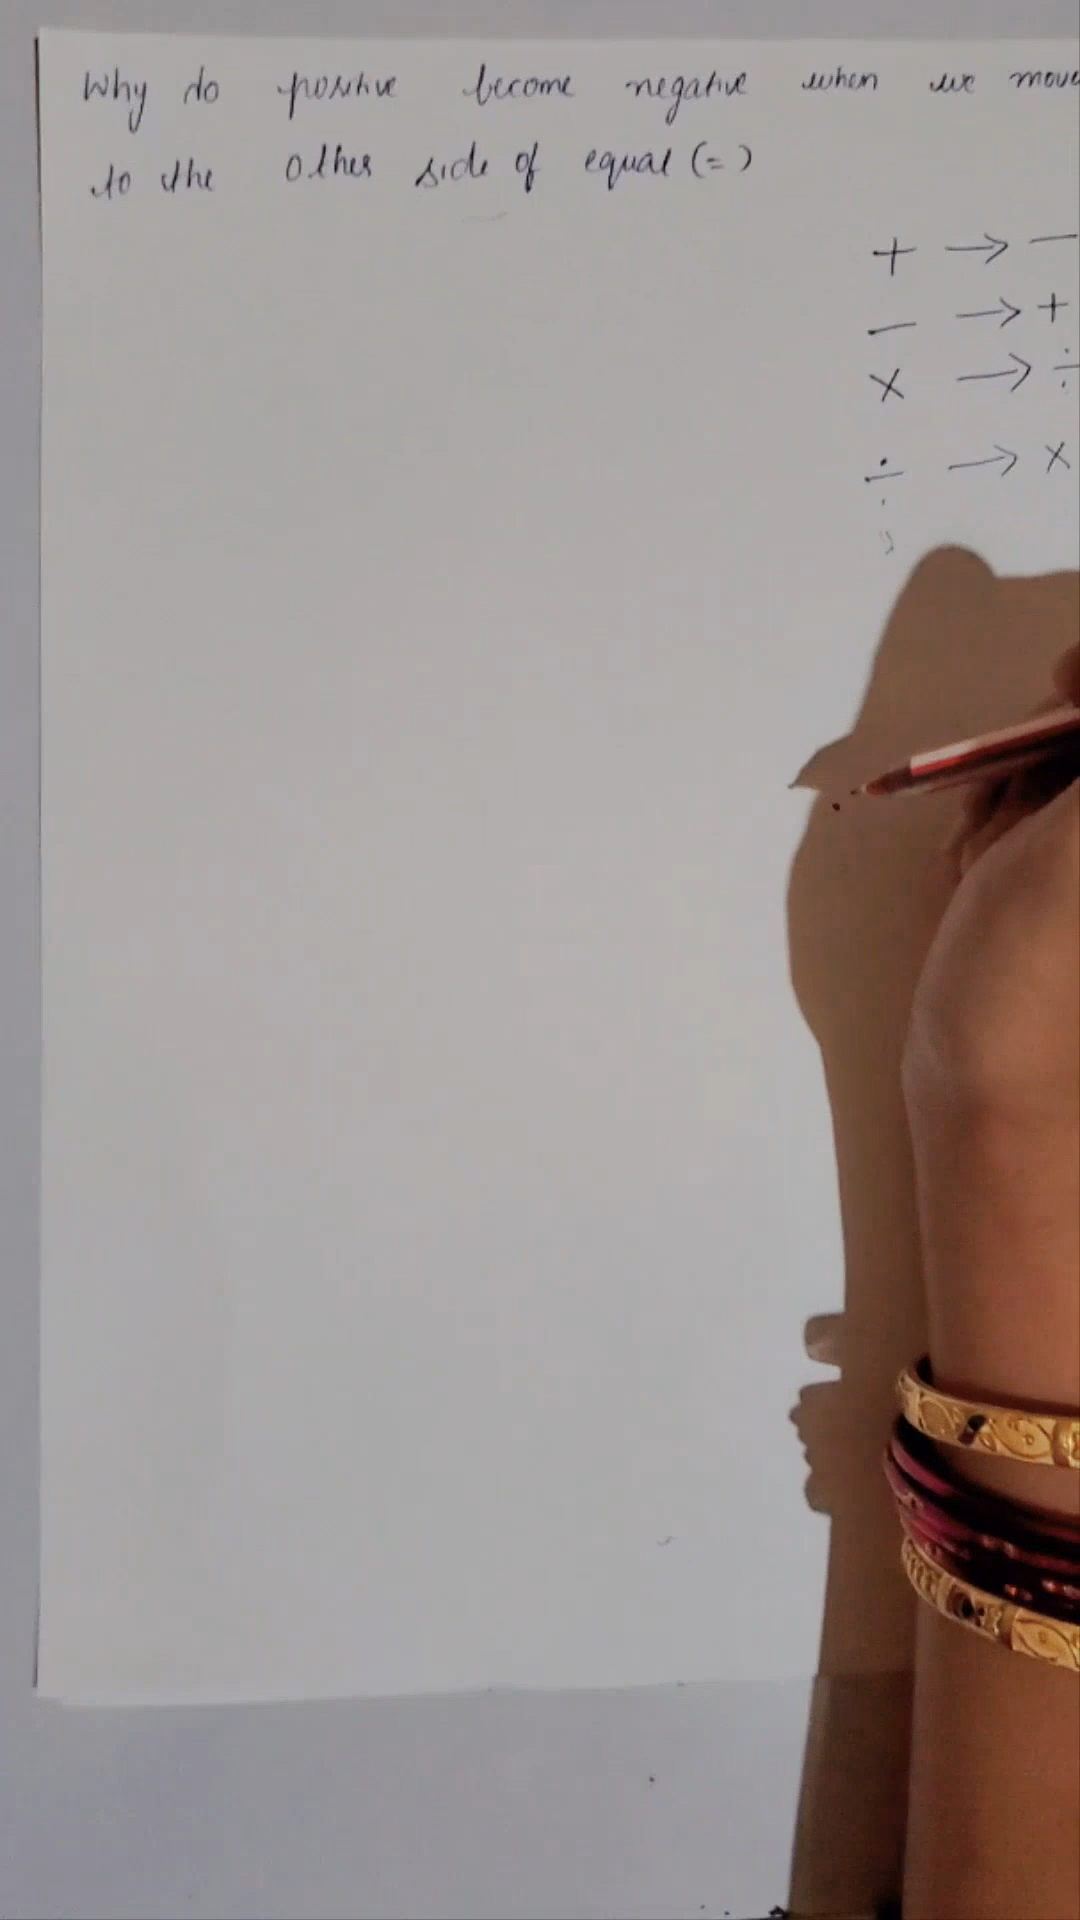 Why do positive become negative when we move
to the other side of equal (=)
+ → −
− → +
× → ÷
÷ → ×